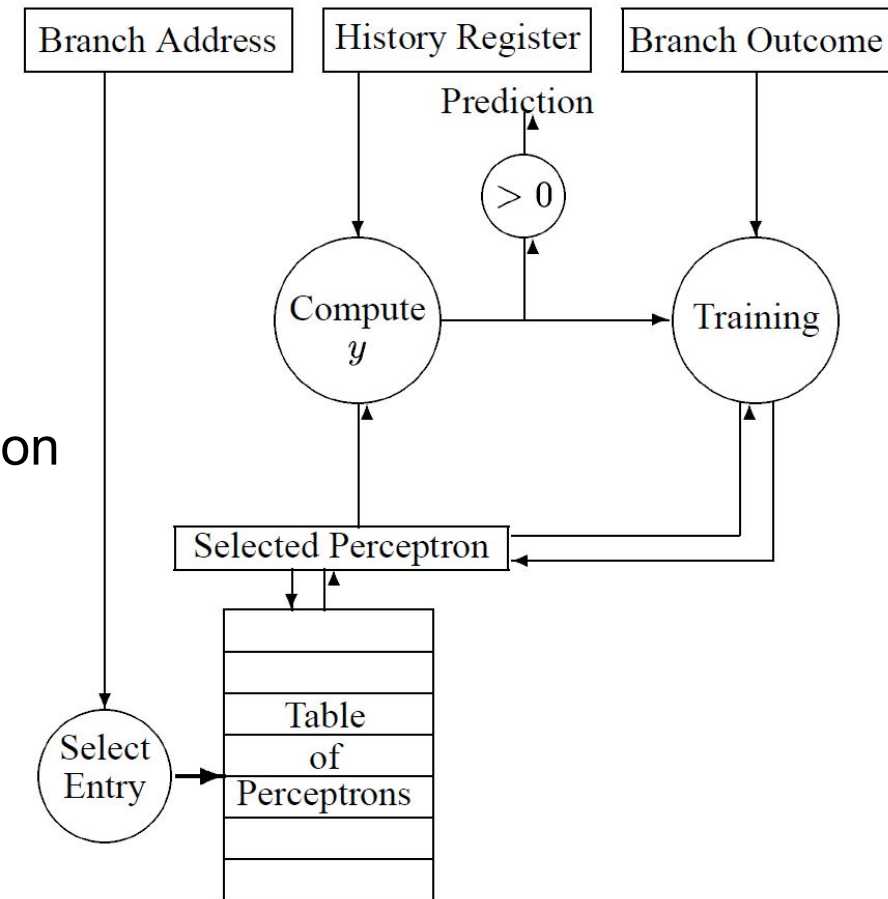 Branch Address
History Register
Branch Outcome
Prediction
> 0
Compute
y
Training
on
Selected Perceptron
Table
of
Perceptrons
Select
Entry